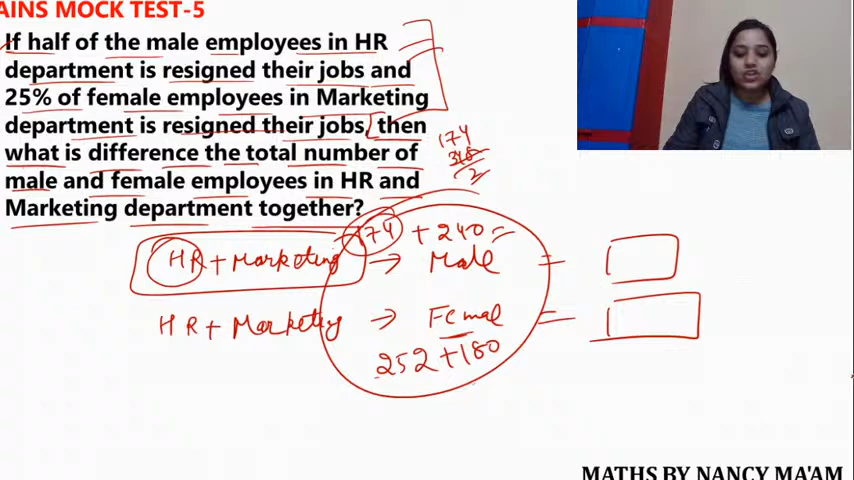 AINS MOCK TEST-5
If half of the male employees in HR
department is resigned their jobs and
25% of female employees in Marketing
department is resigned their jobs, then
what is difference the total number of
male and female employees in HR and
Marketing department together?
174
2
174 + 240 =
HR + Marketing → Male =
HR + Marketing → Femal =
252 + 180
MATHS BY NANCY MA'AM